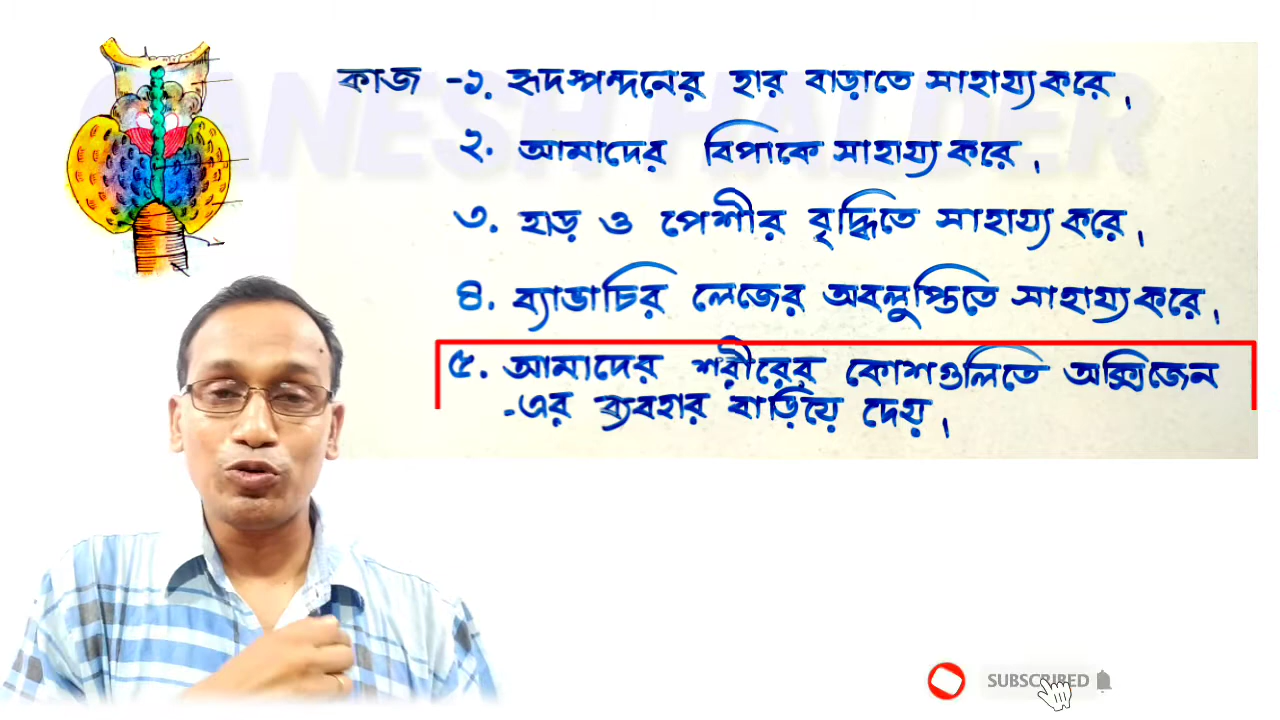 GANESH HALDER
কাজ -১. হৃদস্পন্দনের হার বাড়াতে সাহায্য করে।
২. আমাদের বিপাকে সাহায্য করে।
৩. হাড় ও পেশীর বৃদ্ধিতে সাহায্য করে।
৪. ব্যাঙাচির লেজের অবলুপ্তিতে সাহায্য করে।
৫. আমাদের শরীরের কোশগুলিতে অক্সিজেন
-এর ব্যবহার বাড়িয়ে দেয়।
SUBSCRIBED